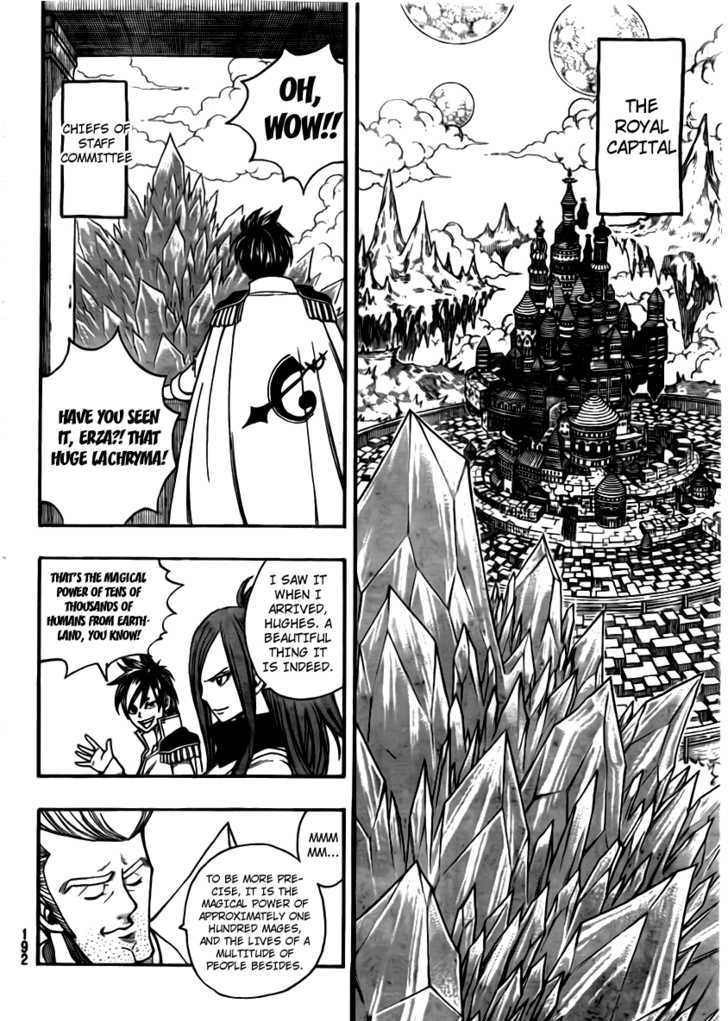 THE
ROYAL
CAPITAL
OH,
WOW!!
CHIEFS OF
STAFF
COMMITTEE
HAVE YOU SEEN
IT, ERZA?! THAT
HUGE LACHRYMA!
I SAW IT
WHEN I
ARRIVED,
HUGHES. A
BEAUTIFUL
THING IT
IS INDEED.
THAT'S THE MAGICAL
POWER OF TENS OF
THOUSANDS OF
HUMANS FROM EARTH-
LAND, YOU KNOW!
MMM
MM...
TO BE MORE PRE-
CISE, IT IS THE
MAGICAL POWER OF
APPROXIMATELY ONE
HUNDRED MAGES,
AND THE LIVES OF A
MULTITUDE OF
PEOPLE BESIDES.
192